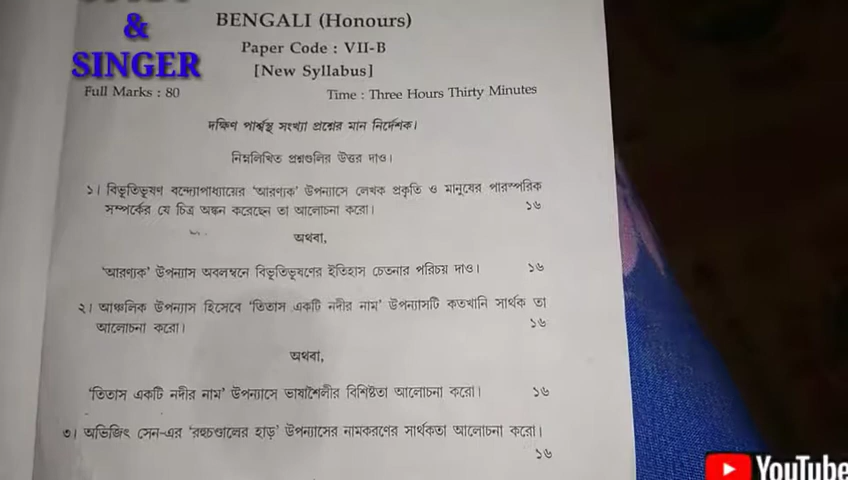 &
SINGER
BENGALI (Honours)
Paper Code : VII-B
[New Syllabus]
Full Marks : 80
Time : Three Hours Thirty Minutes
দক্ষিণ পার্শ্বস্থ সংখ্যা প্রশ্নের মান নির্দেশক।
নিম্নলিখিত প্রশ্নগুলির উত্তর দাও।
১। বিভূতিভূষণ বন্দ্যোপাধ্যায়ের ‘আরণ্যক’ উপন্যাসে লেখক প্রকৃতি ও মানুষের পারস্পরিক
সম্পর্কের যে চিত্র অঙ্কন করেছেন তা আলোচনা করো। ১৬
অথবা,
‘আরণ্যক’ উপন্যাস অবলম্বনে বিভূতিভূষণের ইতিহাস চেতনার পরিচয় দাও। ১৬
২। আঞ্চলিক উপন্যাস হিসেবে ‘তিতাস একটি নদীর নাম’ উপন্যাসটি কতখানি সার্থক তা
আলোচনা করো। ১৬
অথবা,
‘তিতাস একটি নদীর নাম’ উপন্যাসে ভাষাশৈলীর বিশিষ্টতা আলোচনা করো। ১৬
৩। অভিজিৎ সেন-এর ‘রহুচণ্ডালের হাড়’ উপন্যাসের নামকরণের সার্থকতা আলোচনা করো।
১৬
YouTube